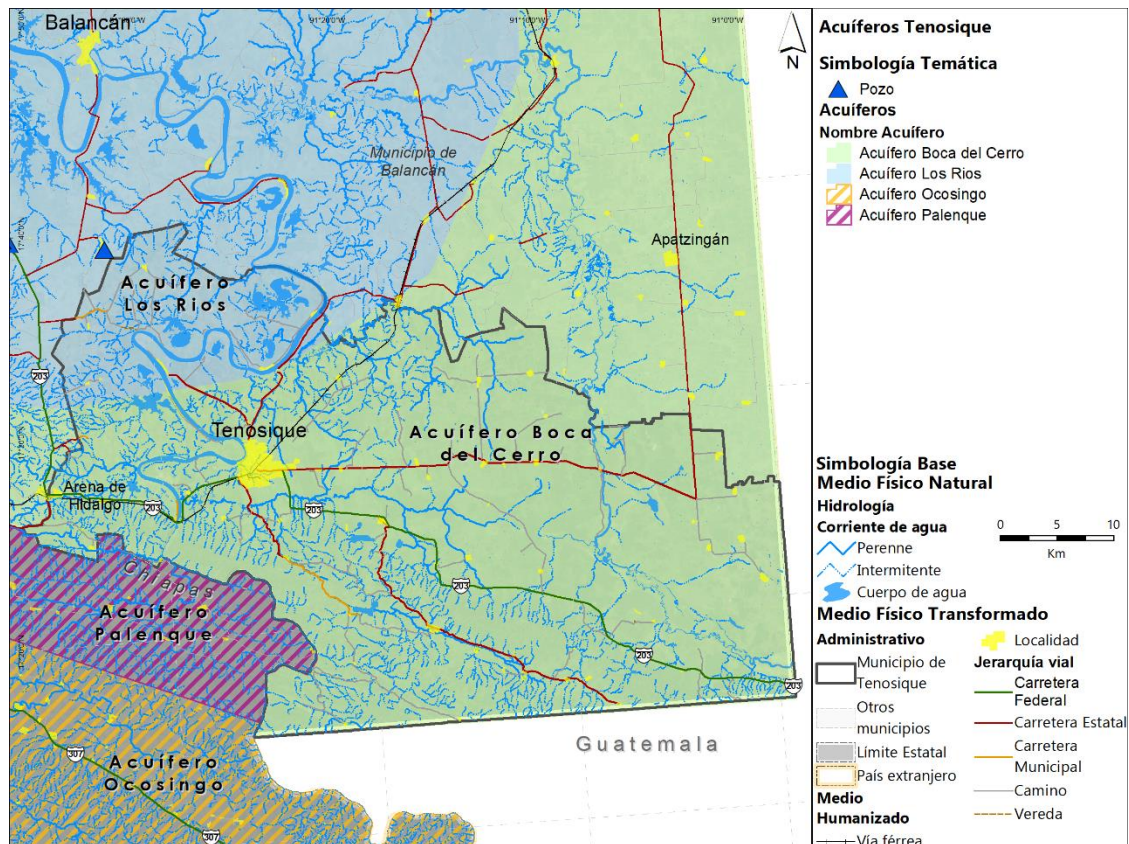 Balancán
91°20'0"W
91°10'0"W
91°0'0"W
N
Municipio de
Balancán
Apatzingán
Acuífero
Los Rios
203
Tenosique
Acuífero Boca
del Cerro
Arena de
Hidalgo
203
203
203
Chiapas
Acuífero
Palenque
203
203
Guatemala
307
Acuífero
Ocosingo
307
Acuíferos Tenosique
Simbología Temática
Pozo
Acuíferos
Nombre Acuífero
Acuífero Boca del Cerro
Acuífero Los Rios
Acuífero Ocosingo
Acuífero Palenque
Simbología Base
Medio Físico Natural
Hidrología
Corriente de agua
0 5 10
Km
Perenne
Intermitente
Cuerpo de agua
Medio Físico Transformado
Administrativo
Municipio de
Tenosique
Otros
municipios
Límite Estatal
País extranjero
Medio
Humanizado
Vía férrea
Localidad
Jerarquía vial
Carretera
Federal
Carretera Estatal
Carretera
Municipal
Camino
Vereda